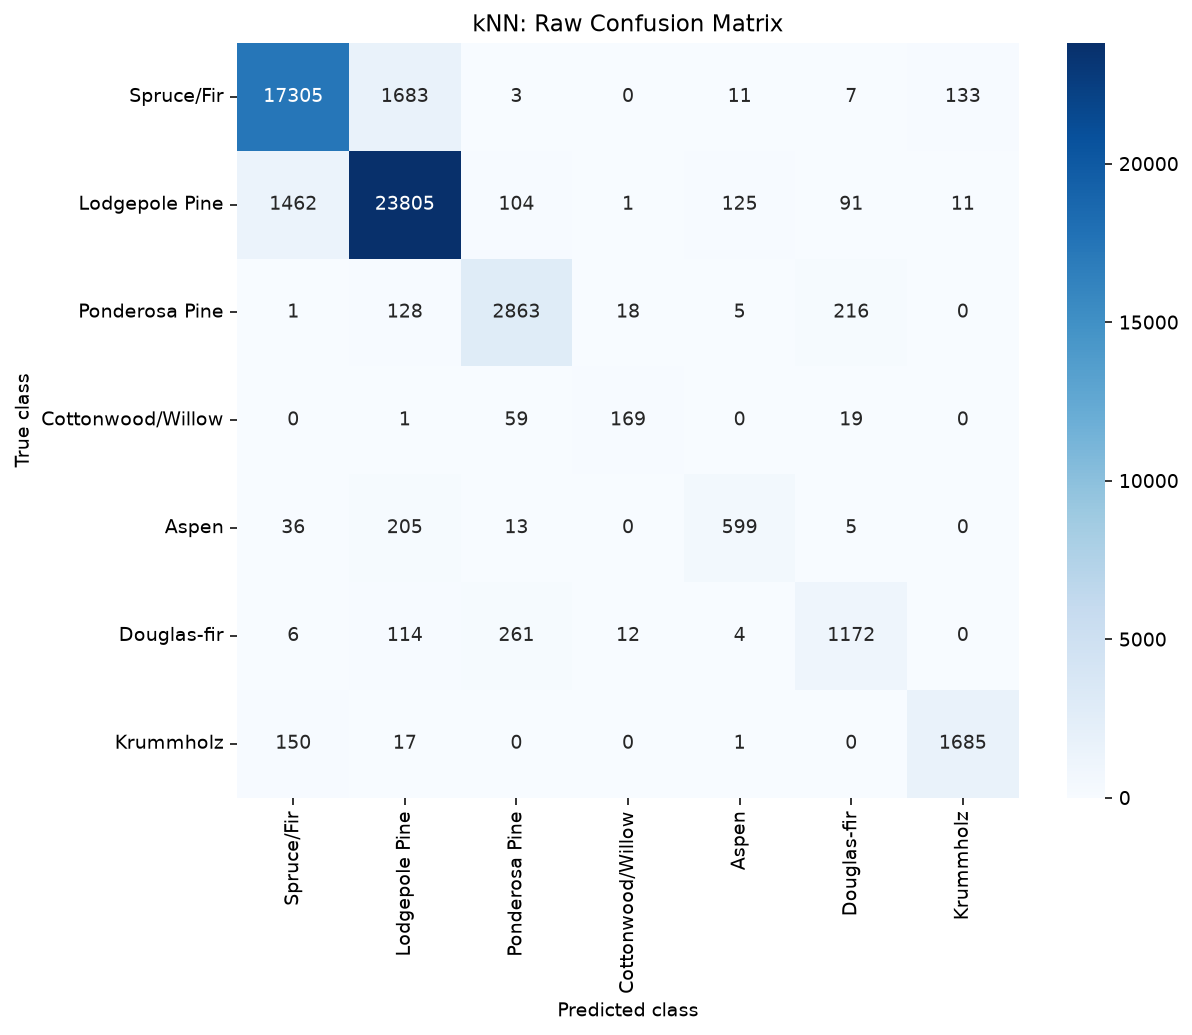 kNN: Raw Confusion Matrix
True class
Spruce/Fir 17305 1683 3 0 11 7 133
Lodgepole Pine 1462 23805 104 1 125 91 11
Ponderosa Pine 1 128 2863 18 5 216 0
Cottonwood/Willow 0 1 59 169 0 19 0
Aspen 36 205 13 0 599 5 0
Douglas-fir 6 114 261 12 4 1172 0
Krummholz 150 17 0 0 1 0 1685
Spruce/Fir
Lodgepole Pine
Ponderosa Pine
Cottonwood/Willow
Aspen
Douglas-fir
Krummholz
Predicted class
20000
15000
10000
5000
0